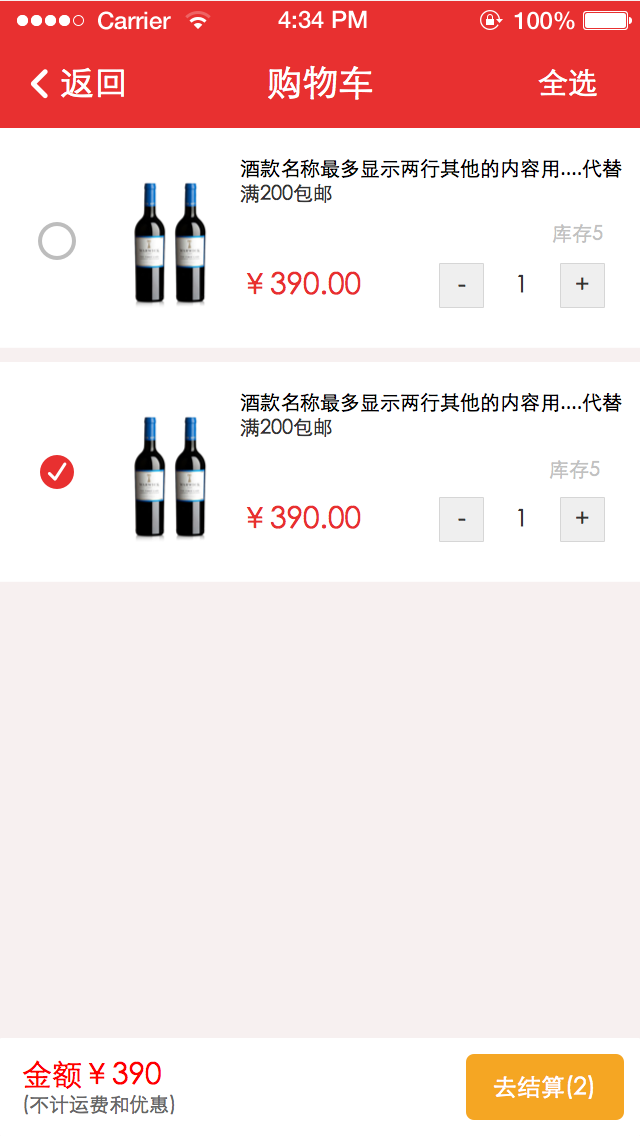 Carrier 4:34 PM 100%
返回 购物车 全选
酒款名称最多显示两行其他的内容用....代替
满200包邮
库存5
￥390.00 - 1 +
酒款名称最多显示两行其他的内容用....代替
满200包邮
库存5
￥390.00 - 1 +
金额￥390
(不计运费和优惠)
去结算(2)